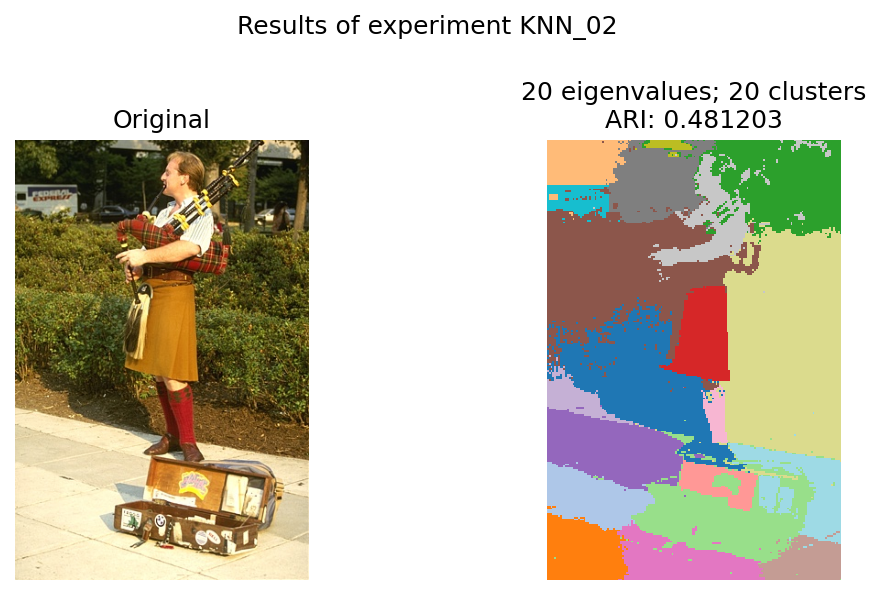 Results of experiment KNN_02
Original
20 eigenvalues; 20 clusters
ARI: 0.481203
FEDERAL
EXPRESS